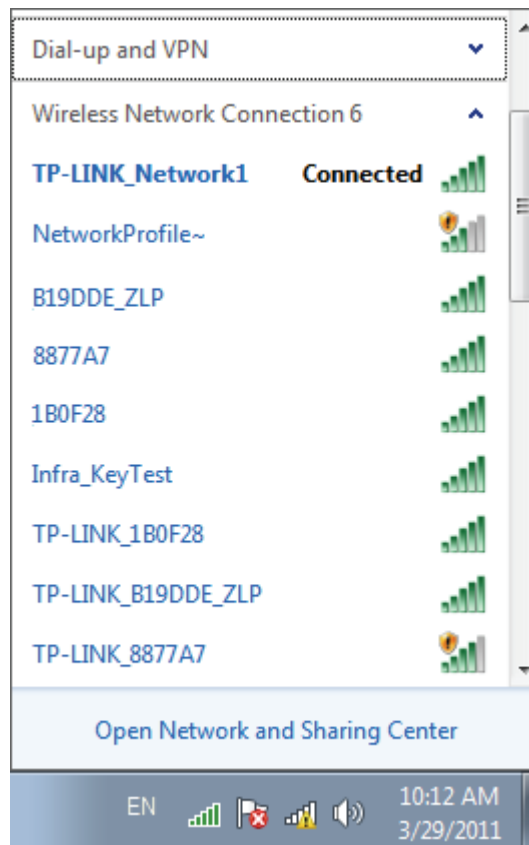 Dial-up and VPN
Wireless Network Connection 6
TP-LINK_Network1 Connected
NetworkProfile~
B19DDE_ZLP
8877A7
1B0F28
Infra_KeyTest
TP-LINK_1B0F28
TP-LINK_B19DDE_ZLP
TP-LINK_8877A7
Open Network and Sharing Center
EN 10:12 AM
3/29/2011